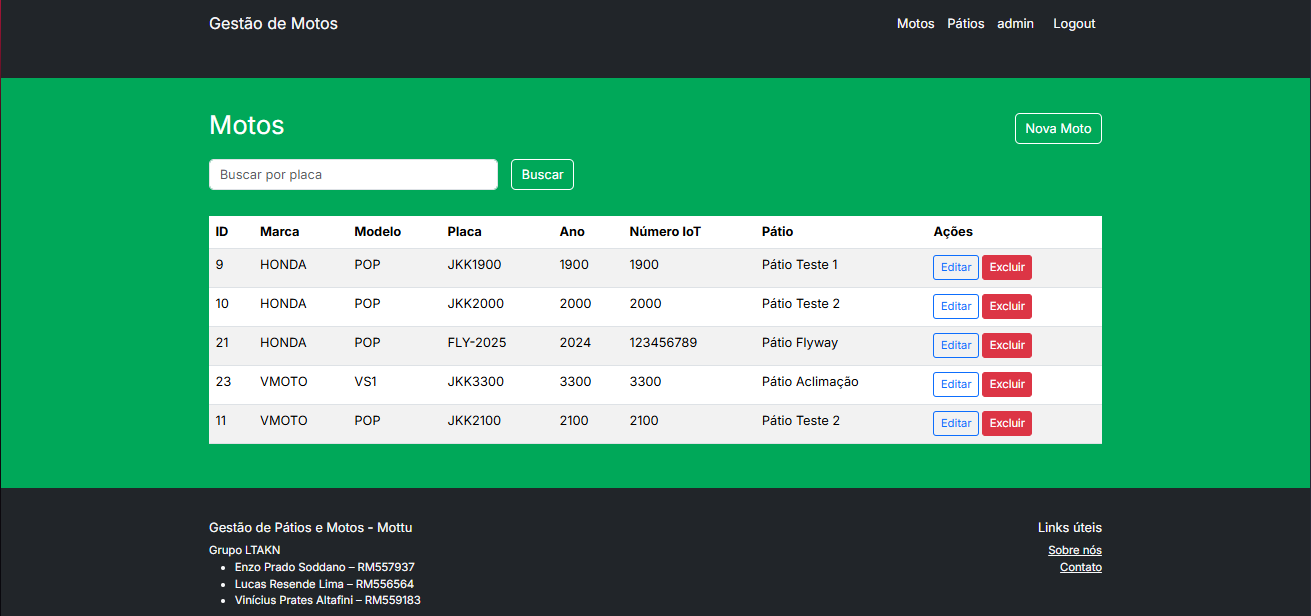 Gestão de Motos Motos Pátios admin Logout
Motos Nova Moto
Buscar por placa Buscar
ID Marca Modelo Placa Ano Número IoT Pátio Ações
9 HONDA POP JKK1900 1900 1900 Pátio Teste 1 Editar Excluir
10 HONDA POP JKK2000 2000 2000 Pátio Teste 2 Editar Excluir
21 HONDA POP FLY-2025 2024 123456789 Pátio Flyway Editar Excluir
23 VMOTO VS1 JKK3300 3300 3300 Pátio Aclimação Editar Excluir
11 VMOTO POP JKK2100 2100 2100 Pátio Teste 2 Editar Excluir
Gestão de Pátios e Motos - Mottu Links úteis
Grupo LTAKN Sobre nós
• Enzo Prado Soddano – RM557937 Contato
• Lucas Resende Lima – RM556564
• Vinícius Prates Altafini – RM559183